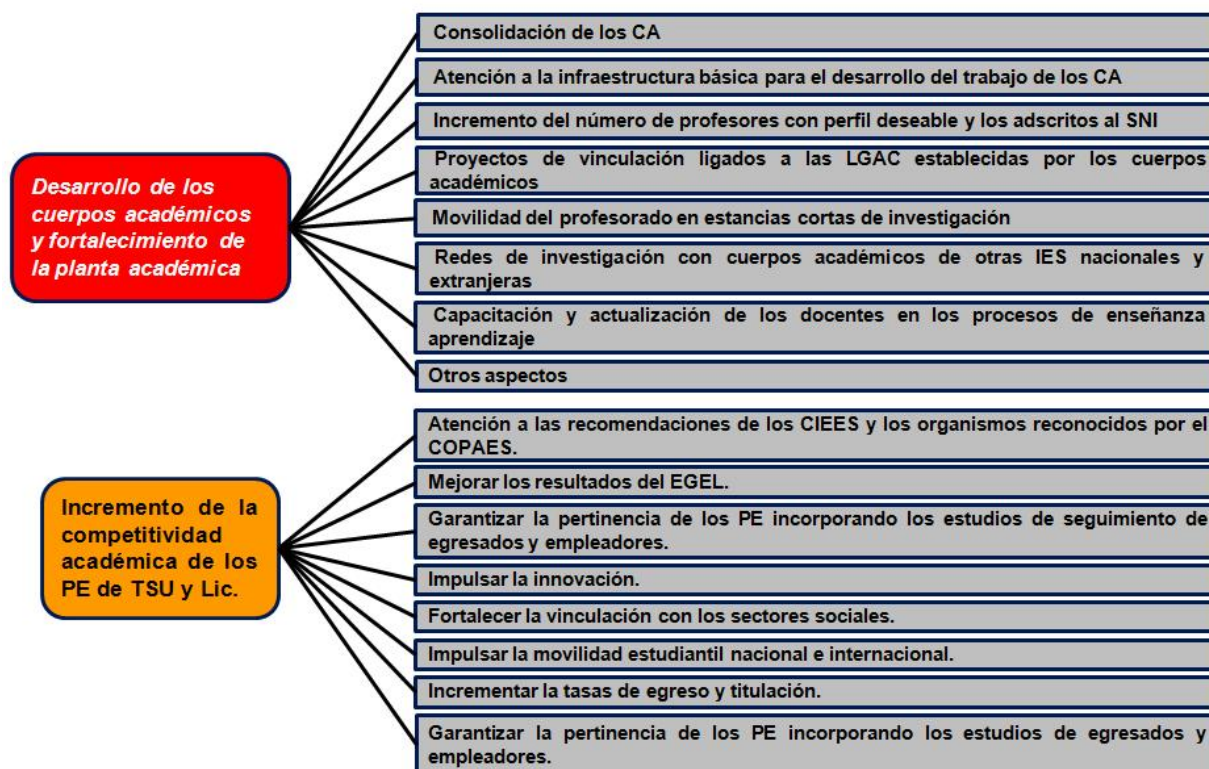 Desarrollo de los
cuerpos académicos
y fortalecimiento de
la planta académica
Consolidación de los CA
Atención a la infraestructura básica para el desarrollo del trabajo de los CA
Incremento del número de profesores con perfil deseable y los adscritos al SNI
Proyectos de vinculación ligados a las LGAC establecidas por los cuerpos
académicos
Movilidad del profesorado en estancias cortas de investigación
Redes de investigación con cuerpos académicos de otras IES nacionales y
extranjeras
Capacitación y actualización de los docentes en los procesos de enseñanza
aprendizaje
Otros aspectos
Incremento de la
competitividad
académica de los
PE de TSU y Lic.
Atención a las recomendaciones de los CIEES y los organismos reconocidos por el
COPAES.
Mejorar los resultados del EGEL.
Garantizar la pertinencia de los PE incorporando los estudios de seguimiento de
egresados y empleadores.
Impulsar la innovación.
Fortalecer la vinculación con los sectores sociales.
Impulsar la movilidad estudiantil nacional e internacional.
Incrementar la tasas de egreso y titulación.
Garantizar la pertinencia de los PE incorporando los estudios de egresados y
empleadores.